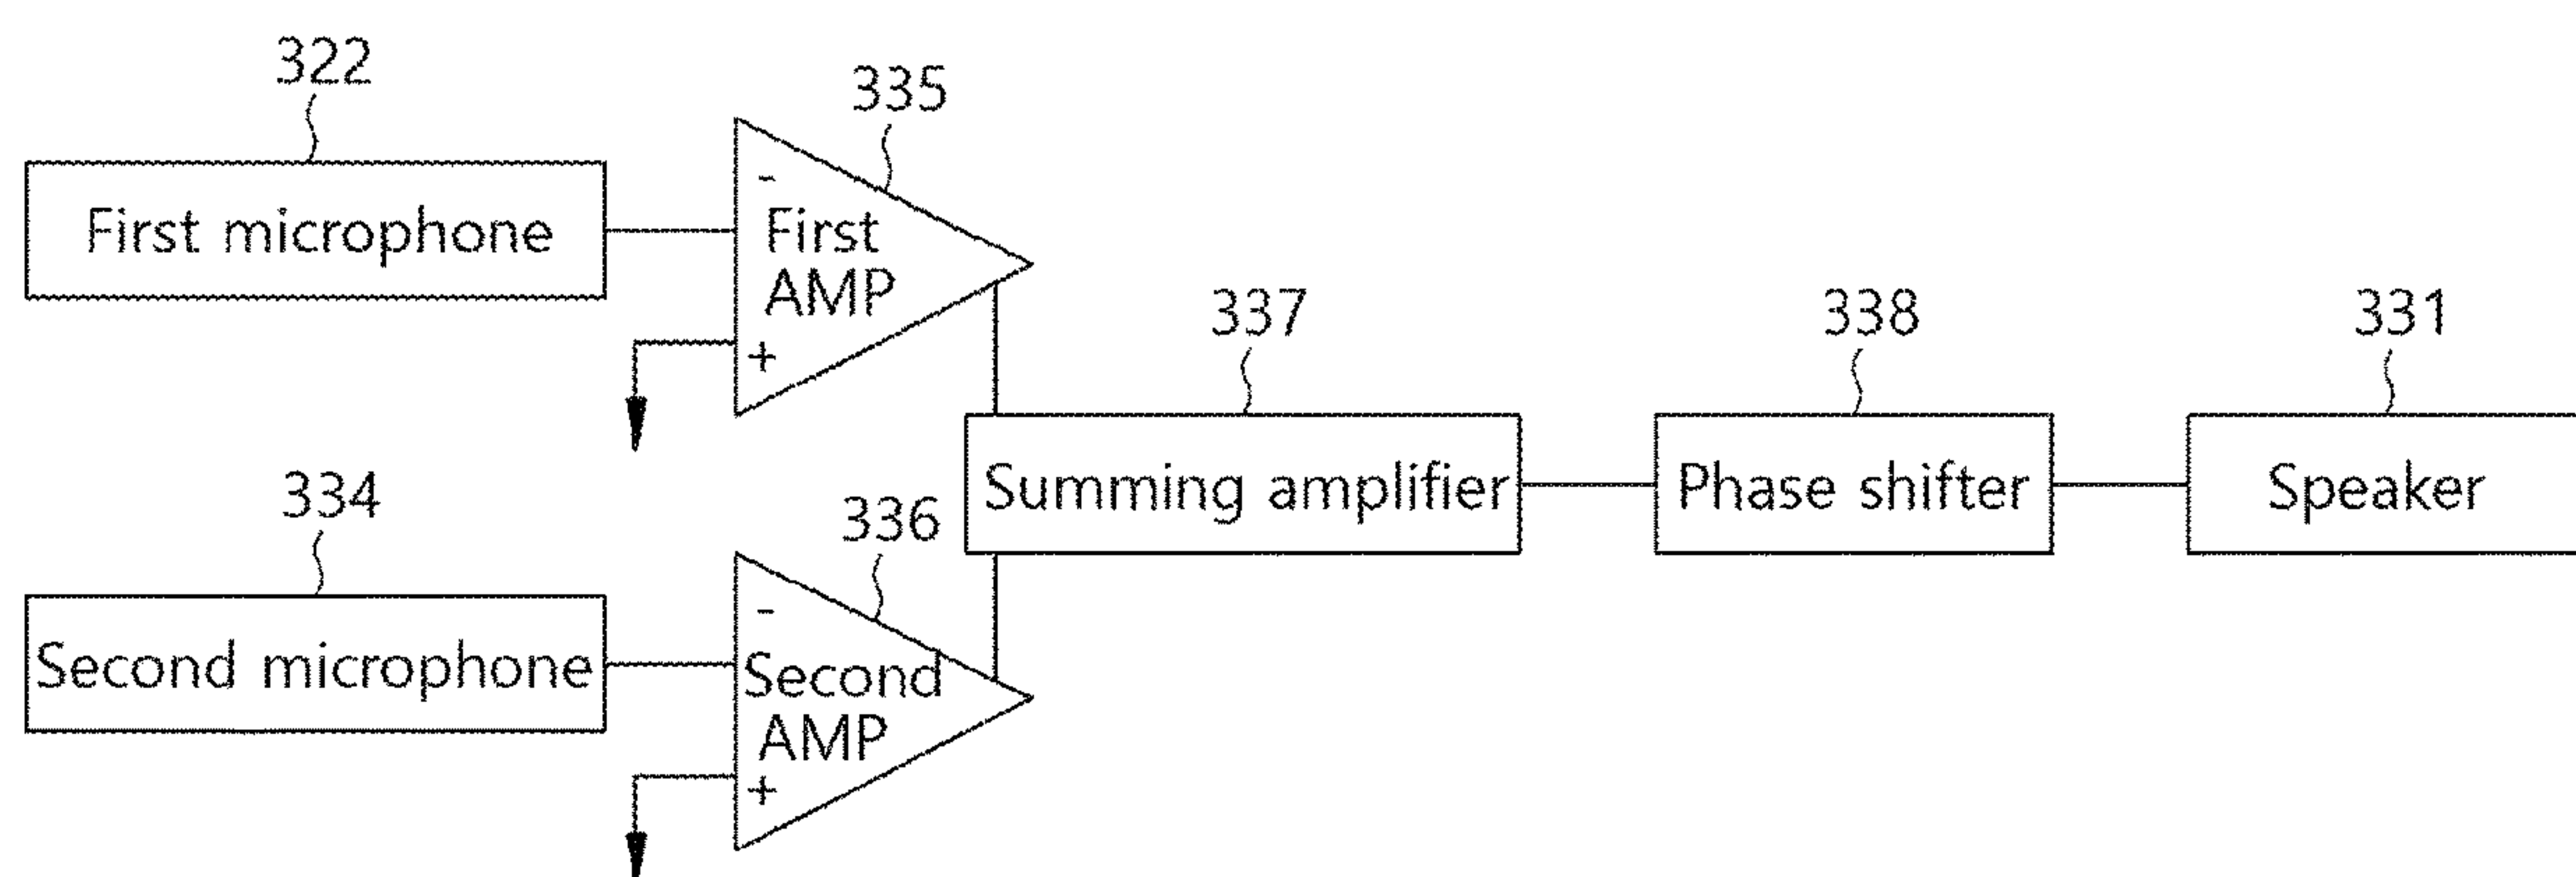 322
335
-
First microphone
First
AMP
+
337
338
331
Summing amplifier
Phase shifter
Speaker
334
336
-
Second microphone
Second
AMP
+